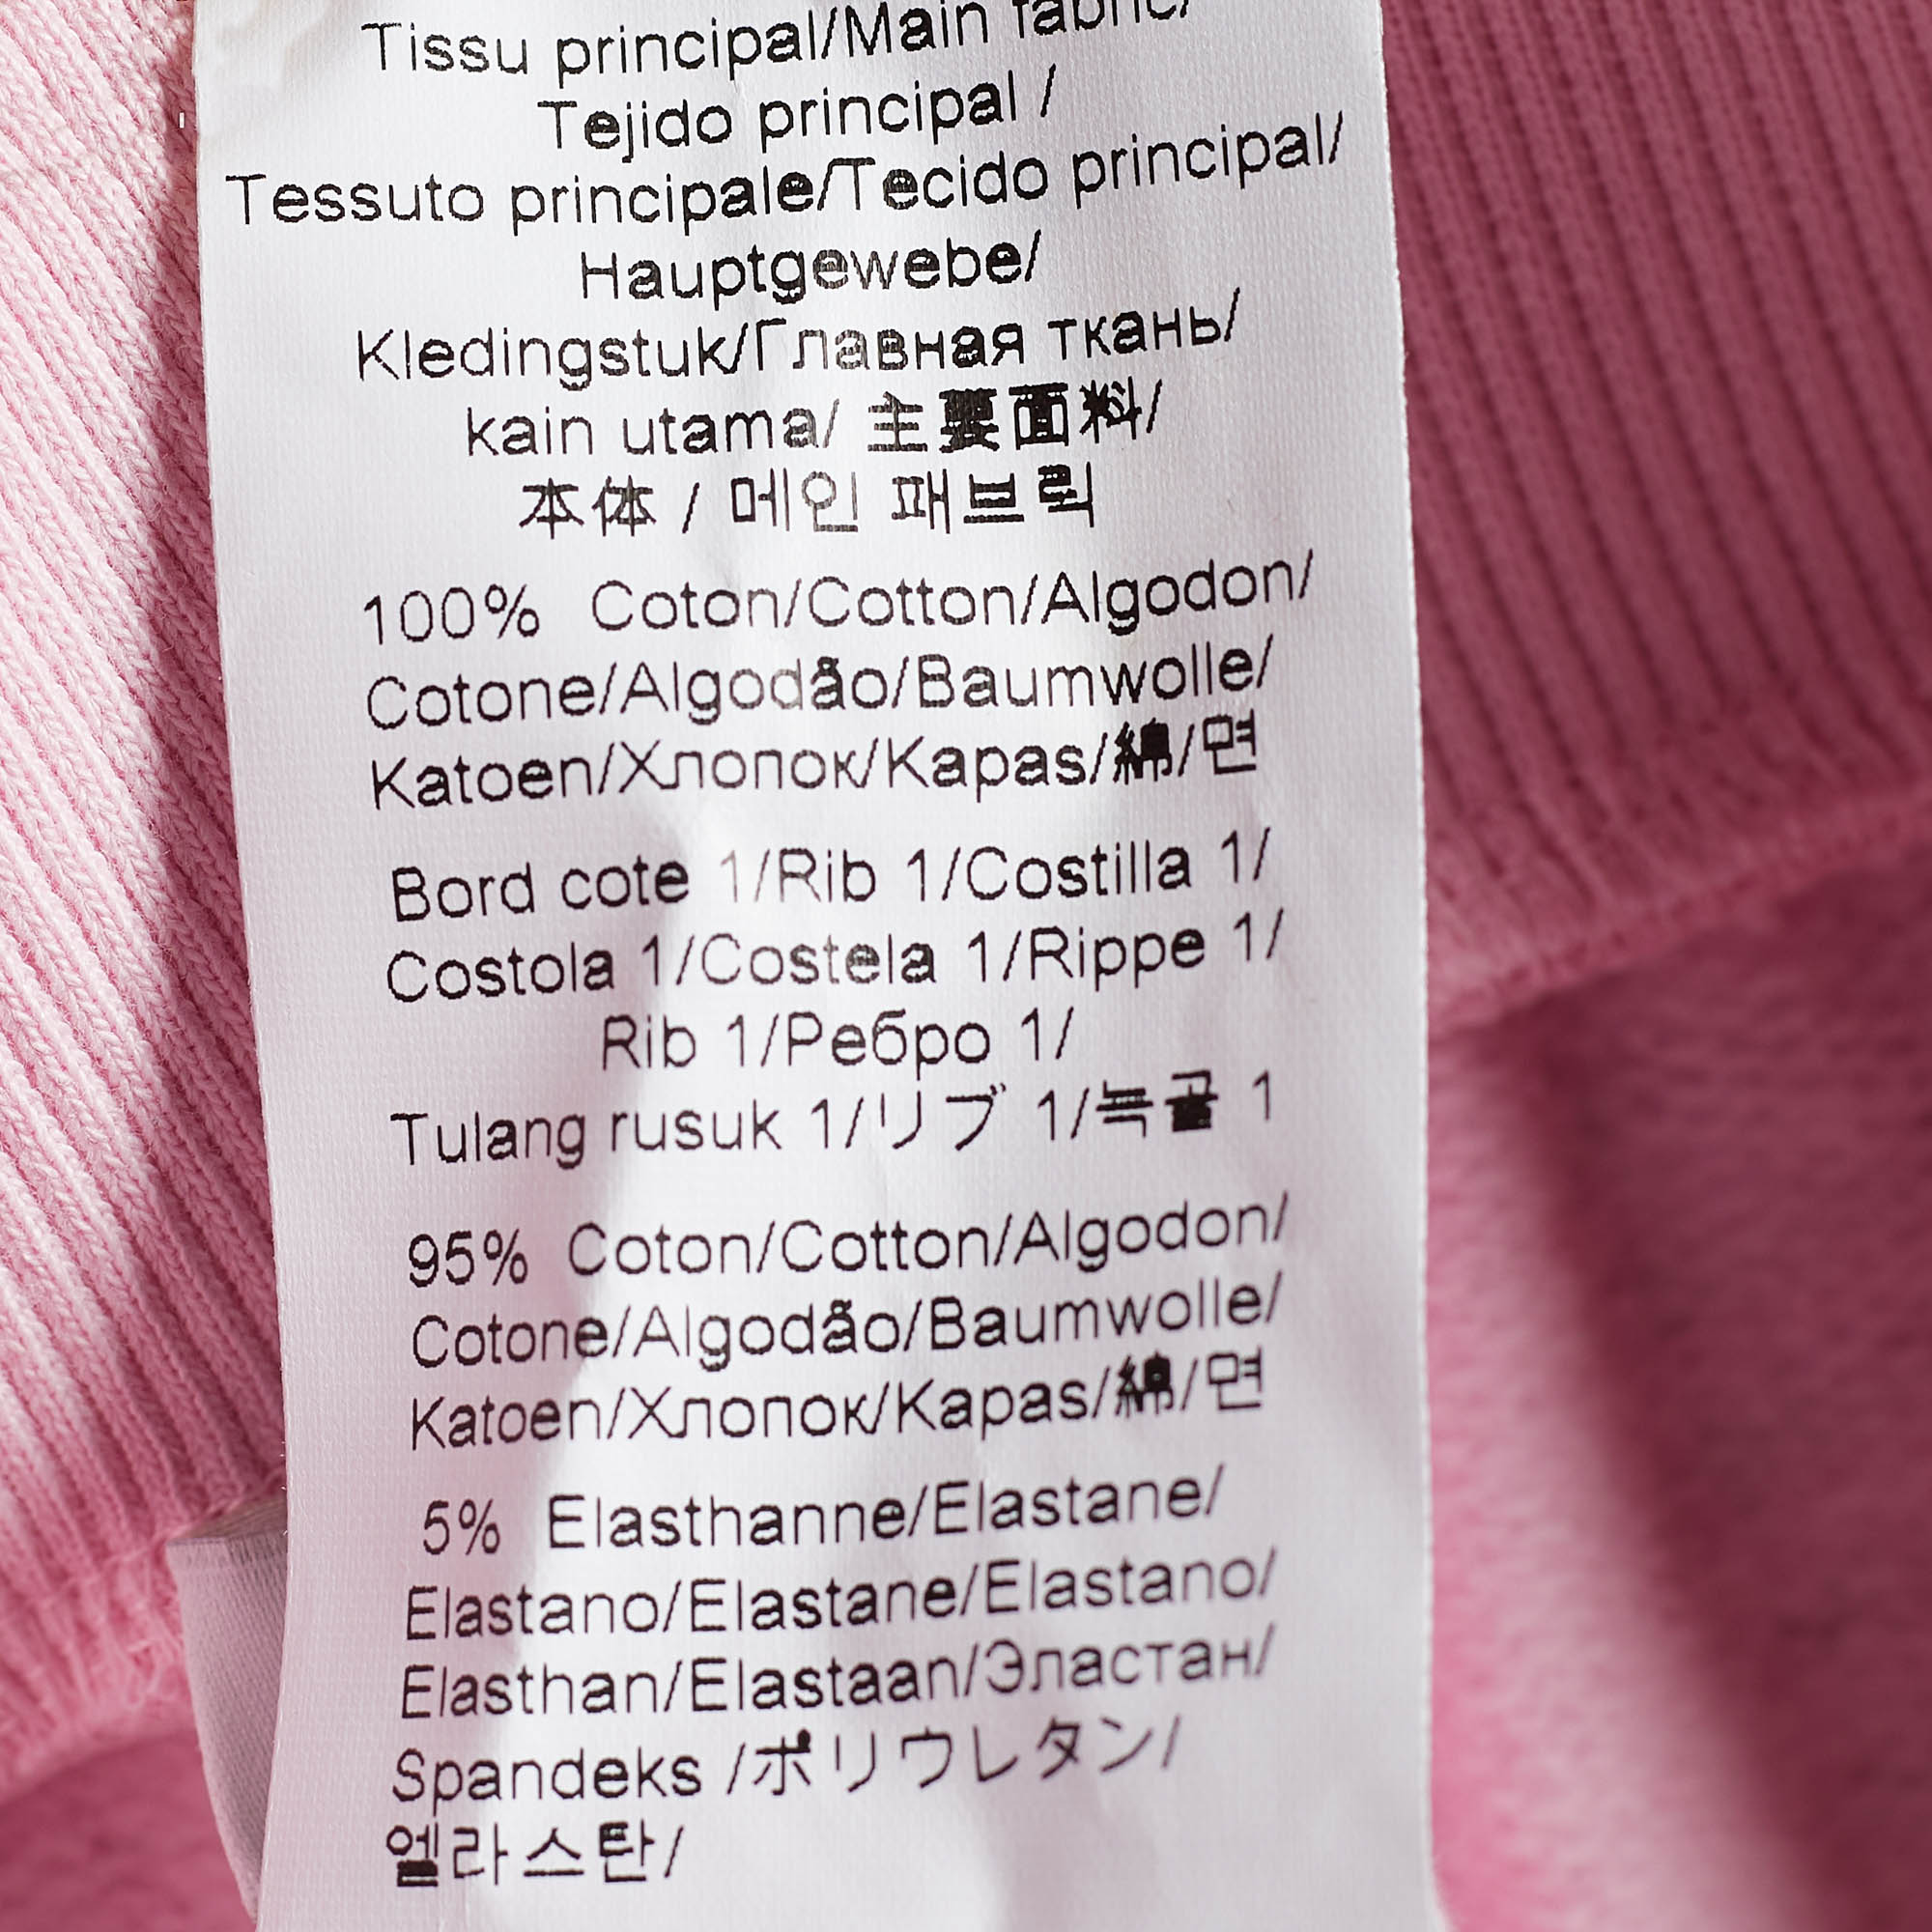 Tissu principal/Main fabric/
Tejido principal /
Tessuto principale/Tecido principal/
Hauptgewebe/
Kledingstuk/Главная ткань/
kain utama/ 主要面料/
本体 / 메인 패브릭
100% Coton/Cotton/Algodon/
Cotone/Algodão/Baumwolle/
Katoen/Хлопок/Kapas/綿/면
Bord cote 1/Rib 1/Costilla 1/
Costola 1/Costela 1/Rippe 1/
Rib 1/Ребро 1/
Tulang rusuk 1/リブ 1/늑골 1
95% Coton/Cotton/Algodon/
Cotone/Algodão/Baumwolle/
Katoen/Хлопок/Kapas/綿/면
5% Elasthanne/Elastane/
Elastano/Elastane/Elastano/
Elasthan/Elastaan/Эластан/
Spandeks /ポリウレタン/
엘라스탄/